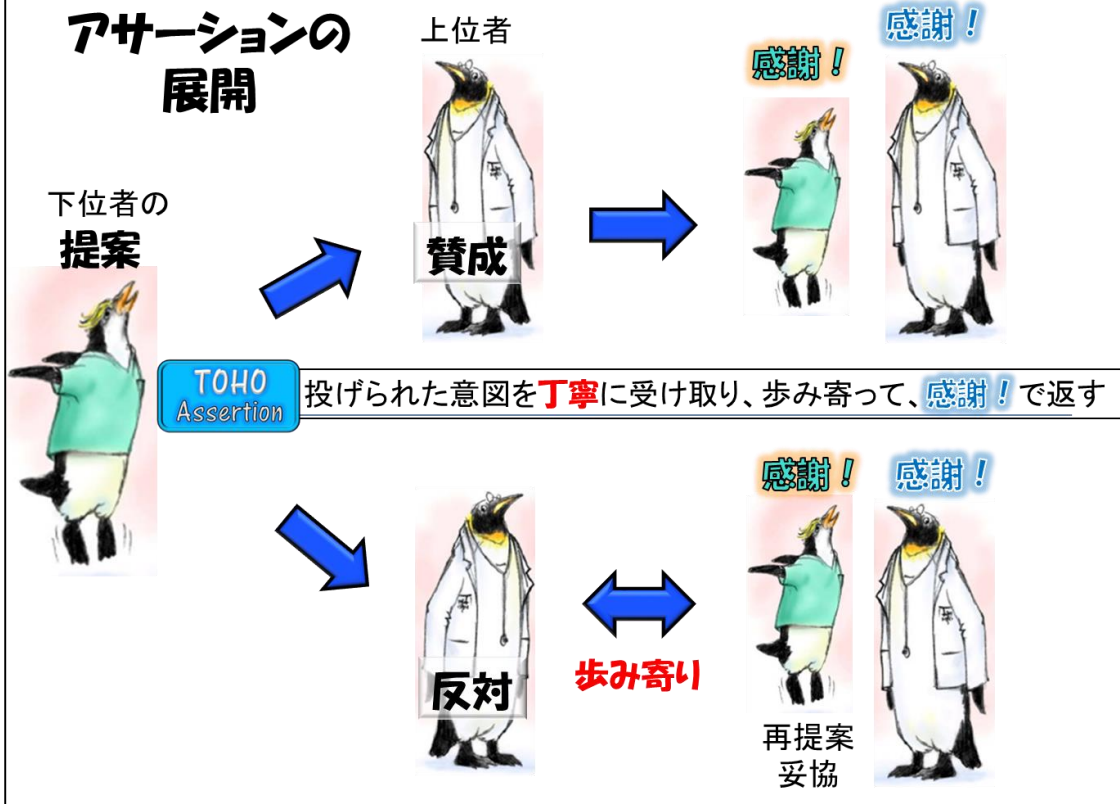 アサーションの
展開
上位者
感謝！
感謝！
下位者の
提案
賛成
TOHO
Assertion
投げられた意図を丁寧に受け取り、歩み寄って、感謝！で返す
感謝！
感謝！
反対
歩み寄り
再提案
妥協